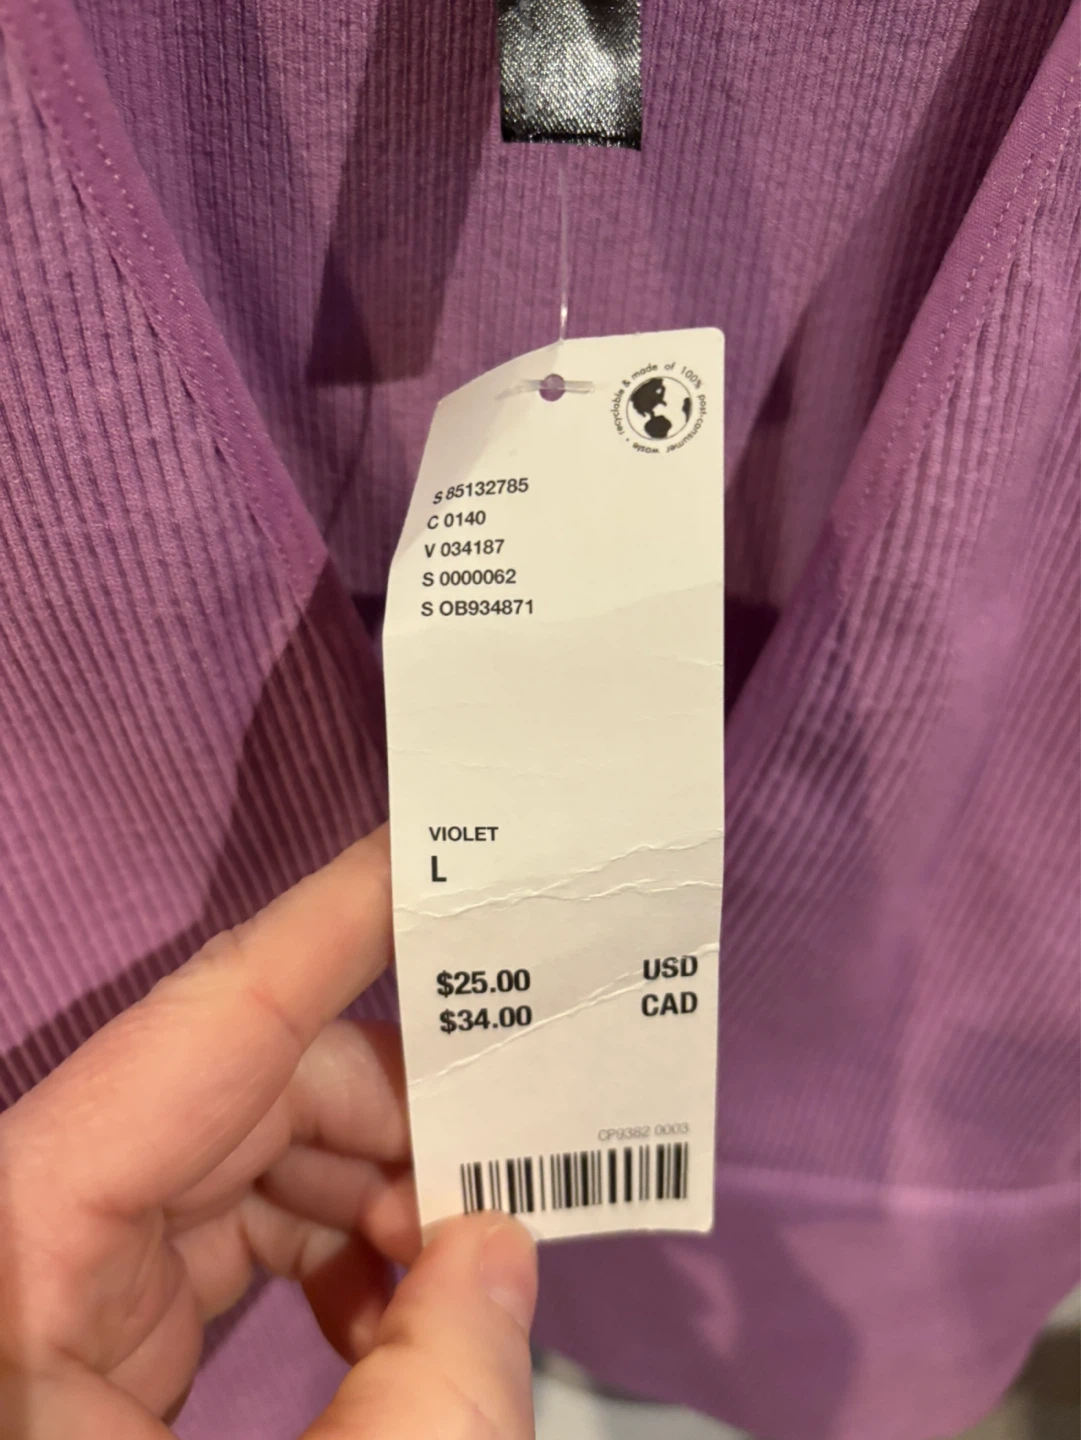 recyclable & made of 100% post-consumer waste •
S 85132785
C 0140
V 034187
S 0000062
S OB934871
VIOLET
L
$25.00 USD
$34.00 CAD
CP9382 0003